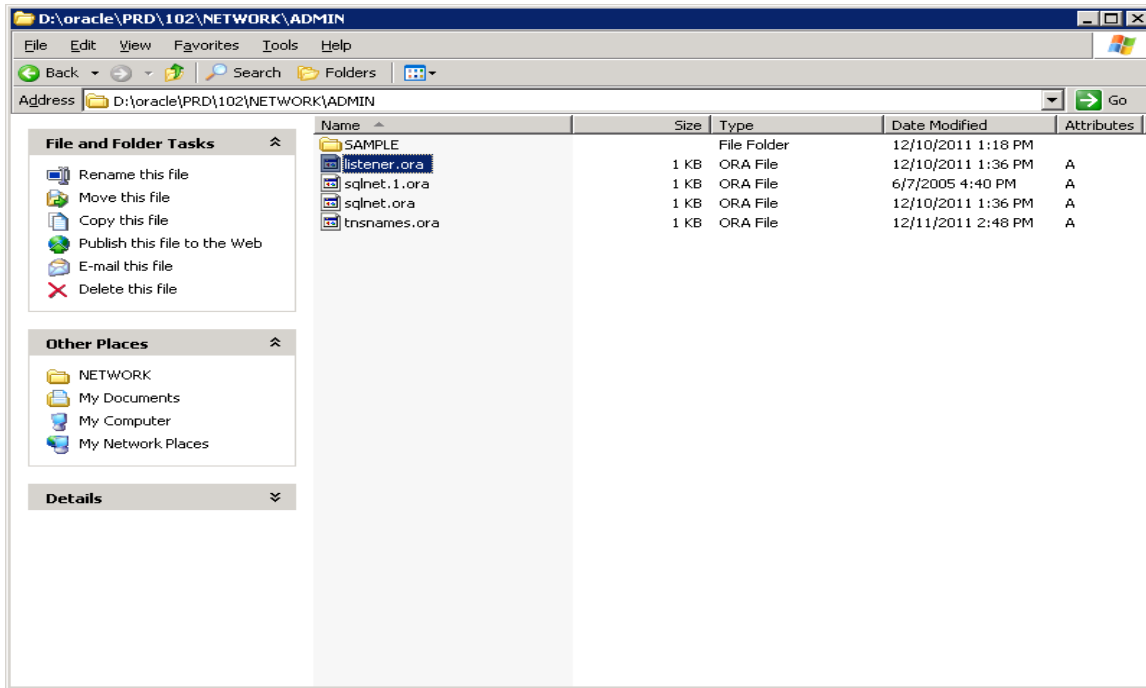 D:\oracle\PRD\102\NETWORK\ADMIN
File Edit View Favorites Tools Help
Back Search Folders
Address D:\oracle\PRD\102\NETWORK\ADMIN Go
File and Folder Tasks
Rename this file
Move this file
Copy this file
Publish this file to the Web
E-mail this file
Delete this file
Other Places
NETWORK
My Documents
My Computer
My Network Places
Details
Name Size Type Date Modified Attributes
SAMPLE File Folder 12/10/2011 1:18 PM
listener.ora 1 KB ORA File 12/10/2011 1:36 PM A
sqlnet.1.ora 1 KB ORA File 6/7/2005 4:40 PM A
sqlnet.ora 1 KB ORA File 12/10/2011 1:36 PM A
tnsnames.ora 1 KB ORA File 12/11/2011 2:48 PM A